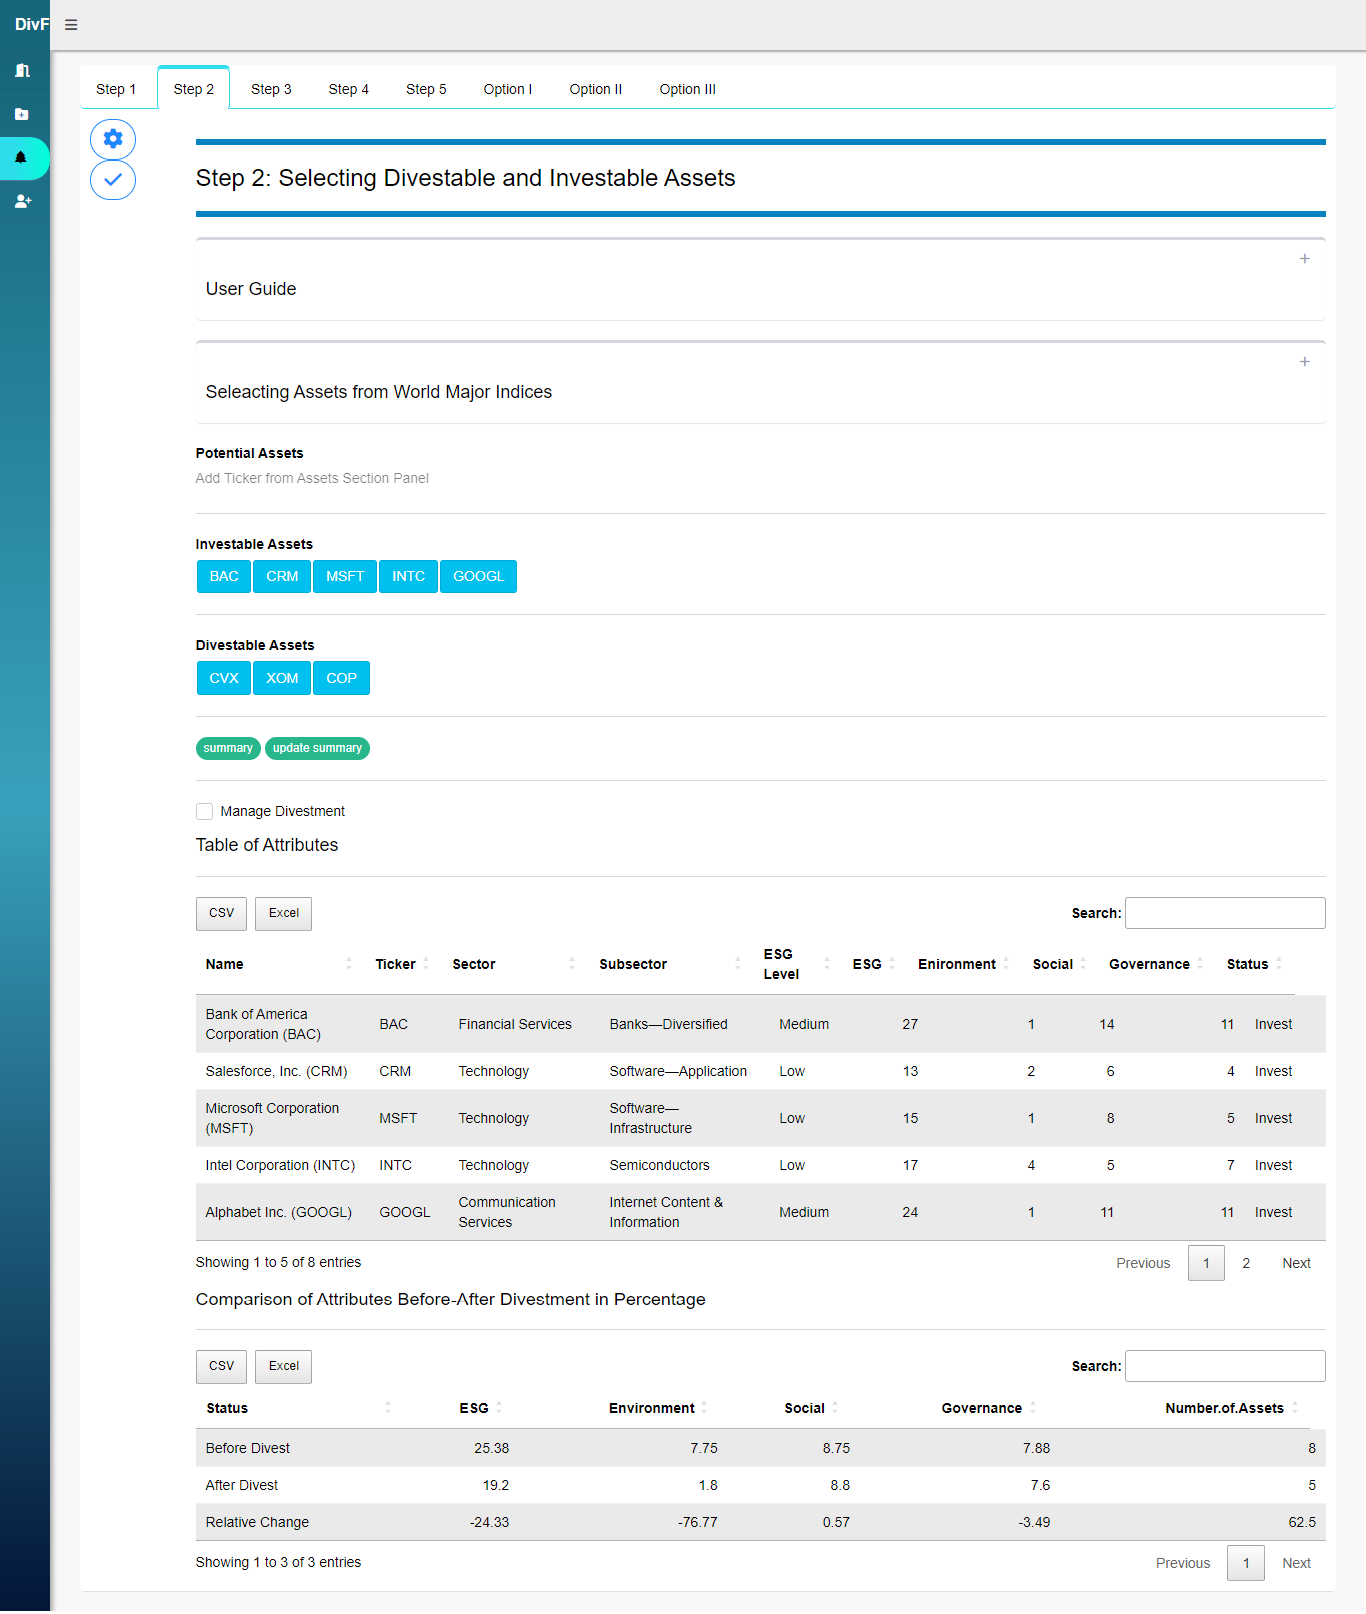 DivF
Step 1 Step 2 Step 3 Step 4 Step 5 Option I Option II Option III
Step 2: Selecting Divestable and Investable Assets
User Guide
Seleacting Assets from World Major Indices
Potential Assets
Add Ticker from Assets Section Panel
Investable Assets
BAC CRM MSFT INTC GOOGL
Divestable Assets
CVX XOM COP
summary update summary
Manage Divestment
Table of Attributes
CSV Excel Search:
Name Ticker Sector Subsector ESG Level ESG Enironment Social Governance Status
Bank of America Corporation (BAC) BAC Financial Services Banks—Diversified Medium 27 1 14 11 Invest
Salesforce, Inc. (CRM) CRM Technology Software—Application Low 13 2 6 4 Invest
Microsoft Corporation (MSFT) MSFT Technology Software—Infrastructure Low 15 1 8 5 Invest
Intel Corporation (INTC) INTC Technology Semiconductors Low 17 4 5 7 Invest
Alphabet Inc. (GOOGL) GOOGL Communication Services Internet Content & Information Medium 24 1 11 11 Invest
Showing 1 to 5 of 8 entries Previous 1 2 Next
Comparison of Attributes Before-After Divestment in Percentage
CSV Excel Search:
Status ESG Environment Social Governance Number.of.Assets
Before Divest 25.38 7.75 8.75 7.88 8
After Divest 19.2 1.8 8.8 7.6 5
Relative Change -24.33 -76.77 0.57 -3.49 62.5
Showing 1 to 3 of 3 entries Previous 1 Next